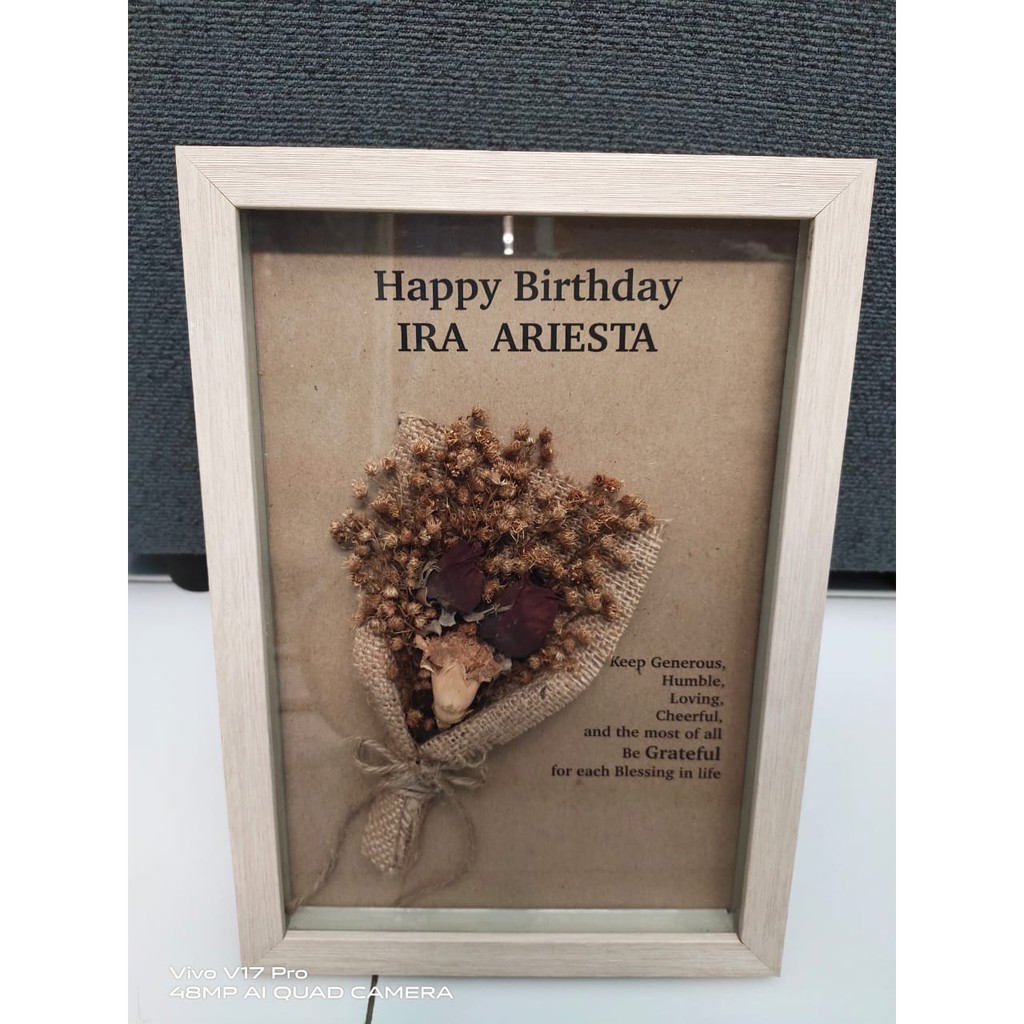 Happy Birthday
IRA ARIESTA
Keep Generous,
Humble,
Loving,
Cheerful,
and the most of all
Be Grateful
for each Blessing in life
Vivo V17 Pro
48MP AI QUAD CAMERA